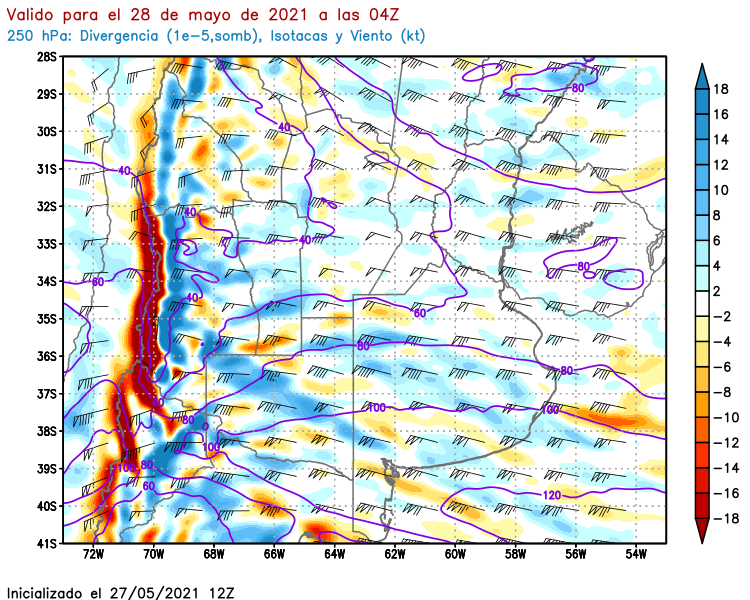 Valido para el 28 de mayo de 2021 a las 04Z
250 hPa: Divergencia (1e−5,somb), Isotacas y Viento (kt)
28S
29S
30S
31S
32S
33S
34S
35S
36S
37S
38S
39S
40S
41S
72W 70W 68W 66W 64W 62W 60W 58W 56W 54W
18
16
14
12
10
8
6
4
2
−2
−4
−6
−8
−10
−12
−14
−16
−18
80
40
40
40
40
80
60
40
60
80
80
80
100
100
100
100
80
60
120
Inicializado el 27/05/2021 12Z